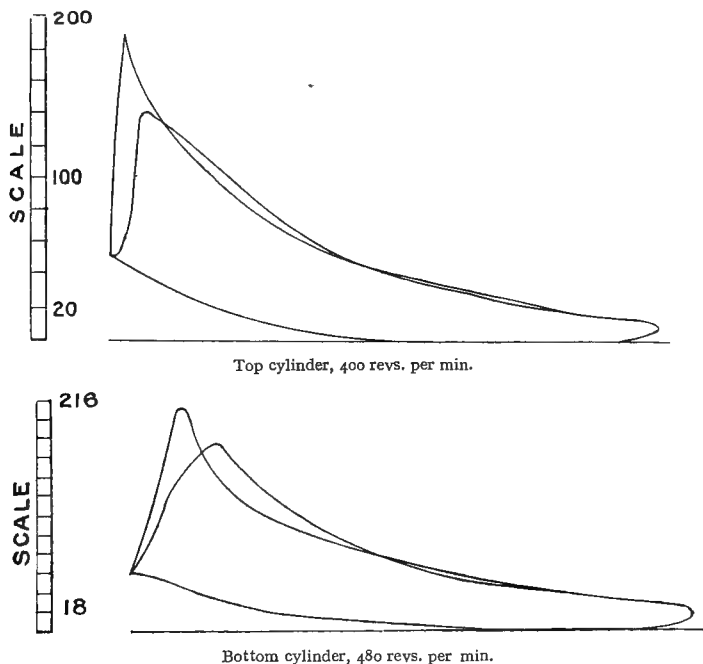 200
SCALE
100
20
Top cylinder, 400 revs. per min.
216
SCALE
18
Bottom cylinder, 480 revs. per min.